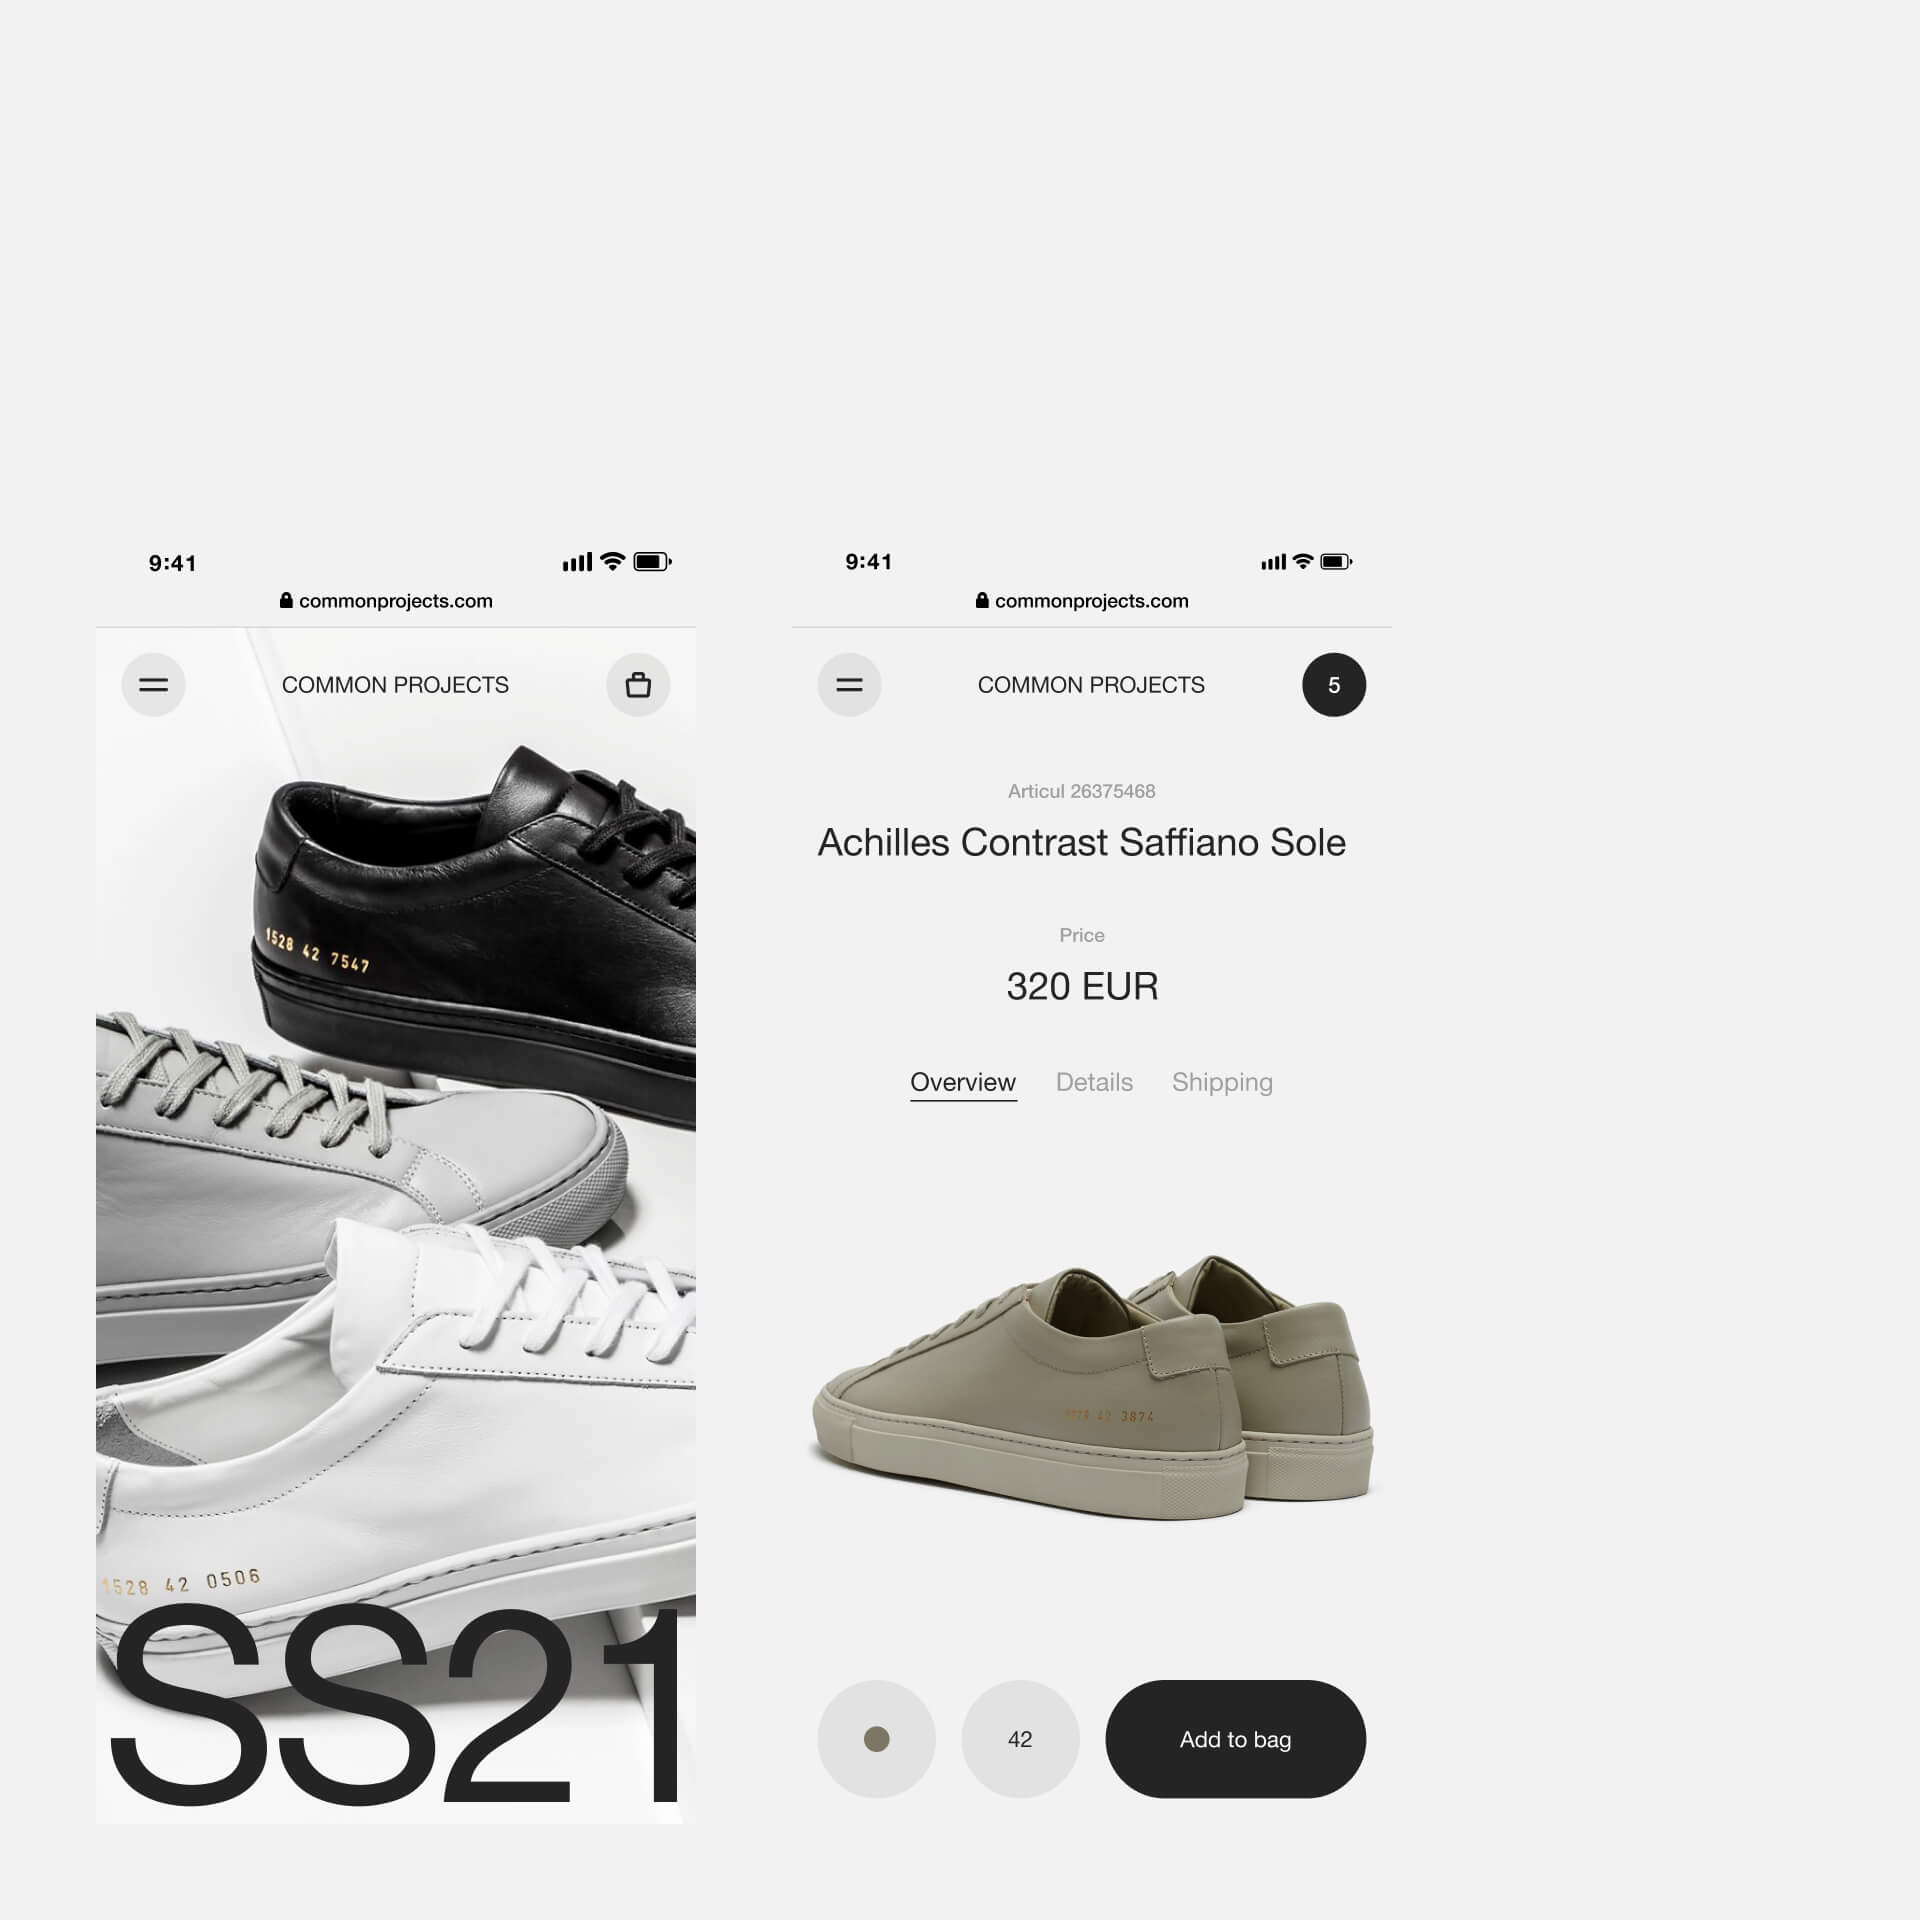 9:41
commonprojects.com
COMMON PROJECTS
1528 42 7547
1528 42 0506
SS21
9:41
commonprojects.com
COMMON PROJECTS
5
Articul 26375468
Achilles Contrast Saffiano Sole
Price
320 EUR
Overview Details Shipping
42 3874
42
Add to bag